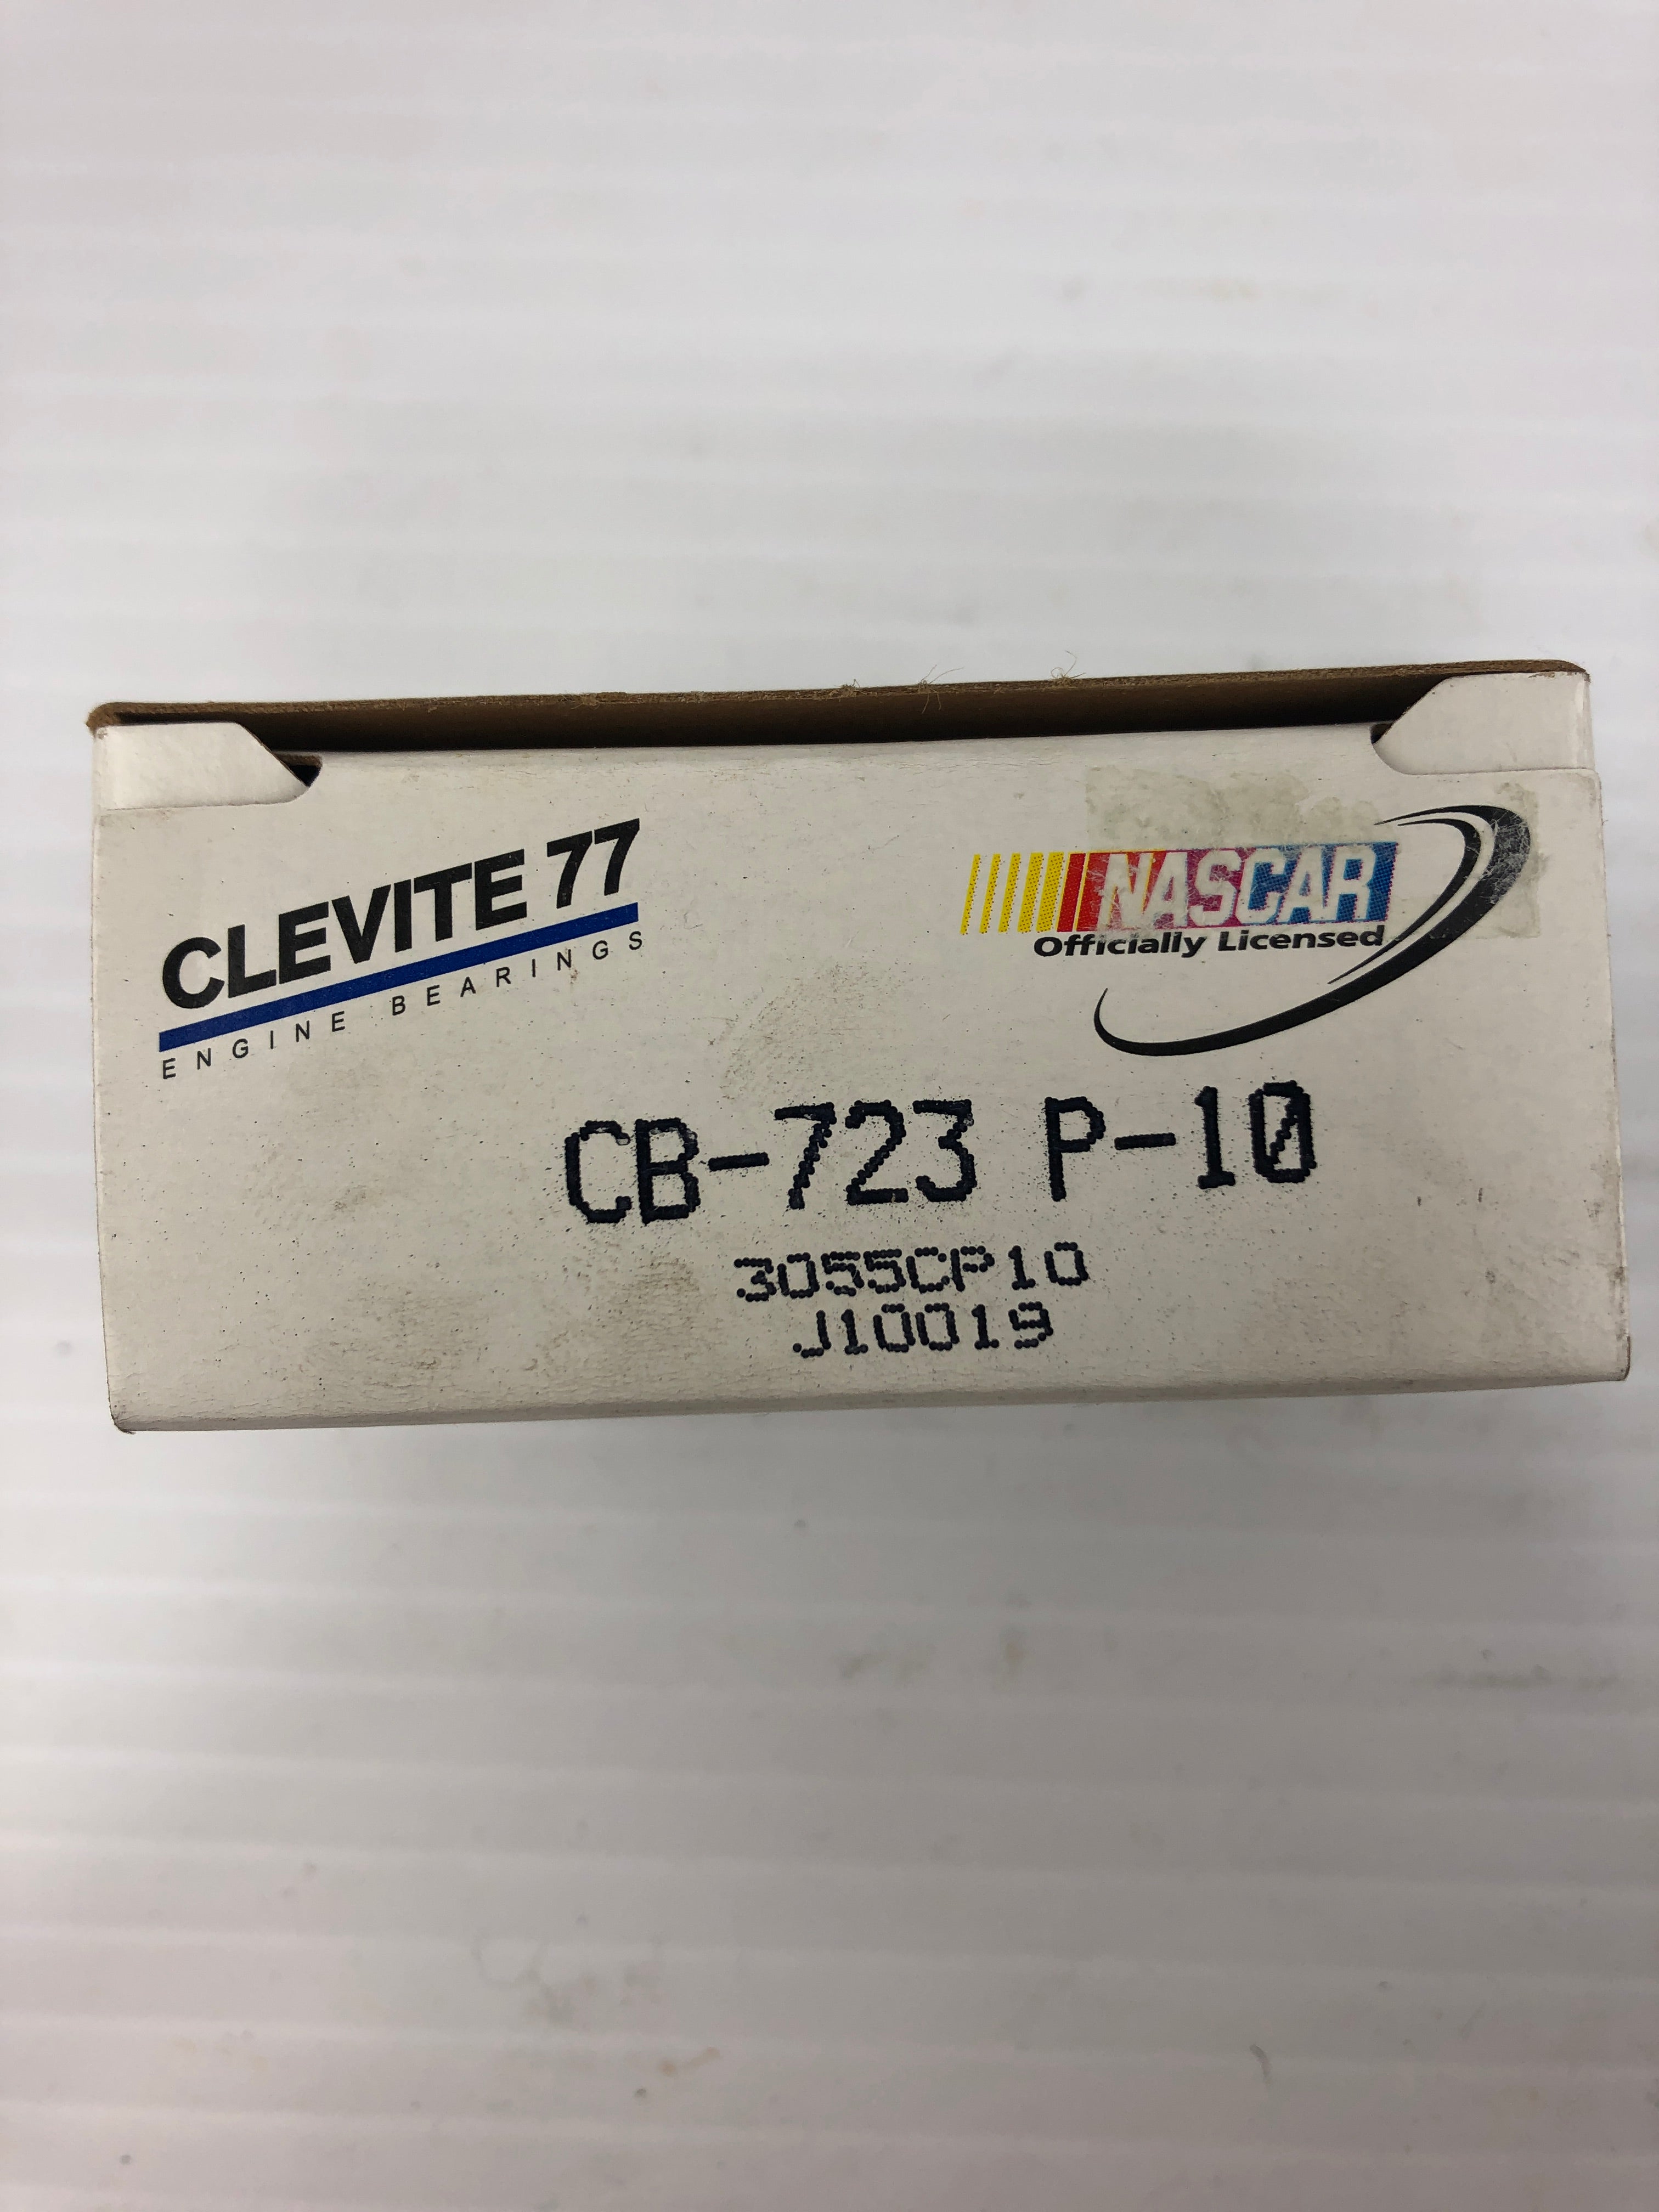 CLEVITE 77
ENGINE BEARINGS
NASCAR
Officially Licensed
CB-723 P-10
3055CP10
J10019